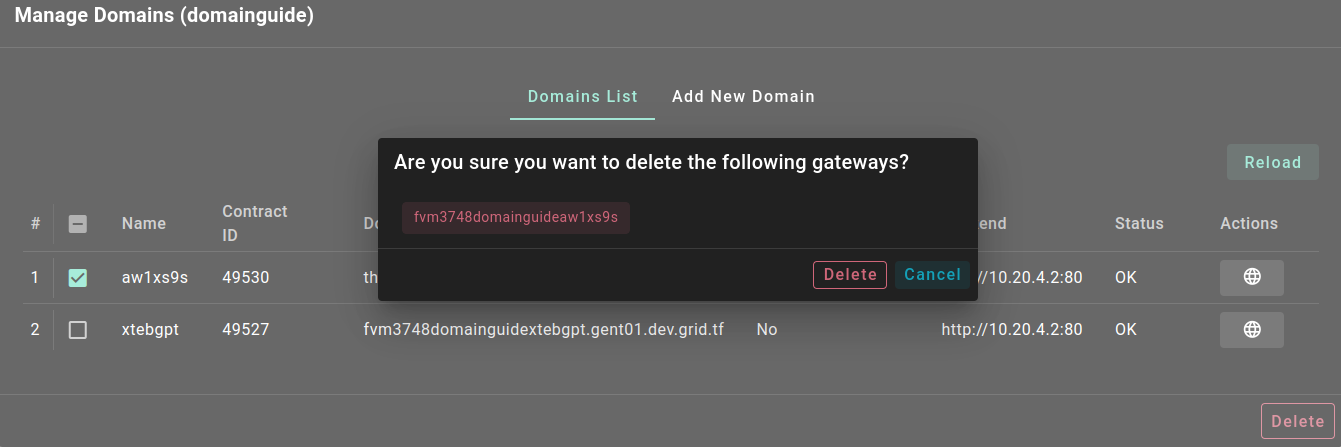 Manage Domains (domainguide)
Domains List Add New Domain
Are you sure you want to delete the following gateways?
Reload
fvm3748domainguideaw1xs9s
# Name Contract ID Do end Status Actions
Delete Cancel
1 aw1xs9s 49530 th //10.20.4.2:80 OK
2 xtebgpt 49527 fvm3748domainguidextebgpt.gent01.dev.grid.tf No http://10.20.4.2:80 OK
Delete